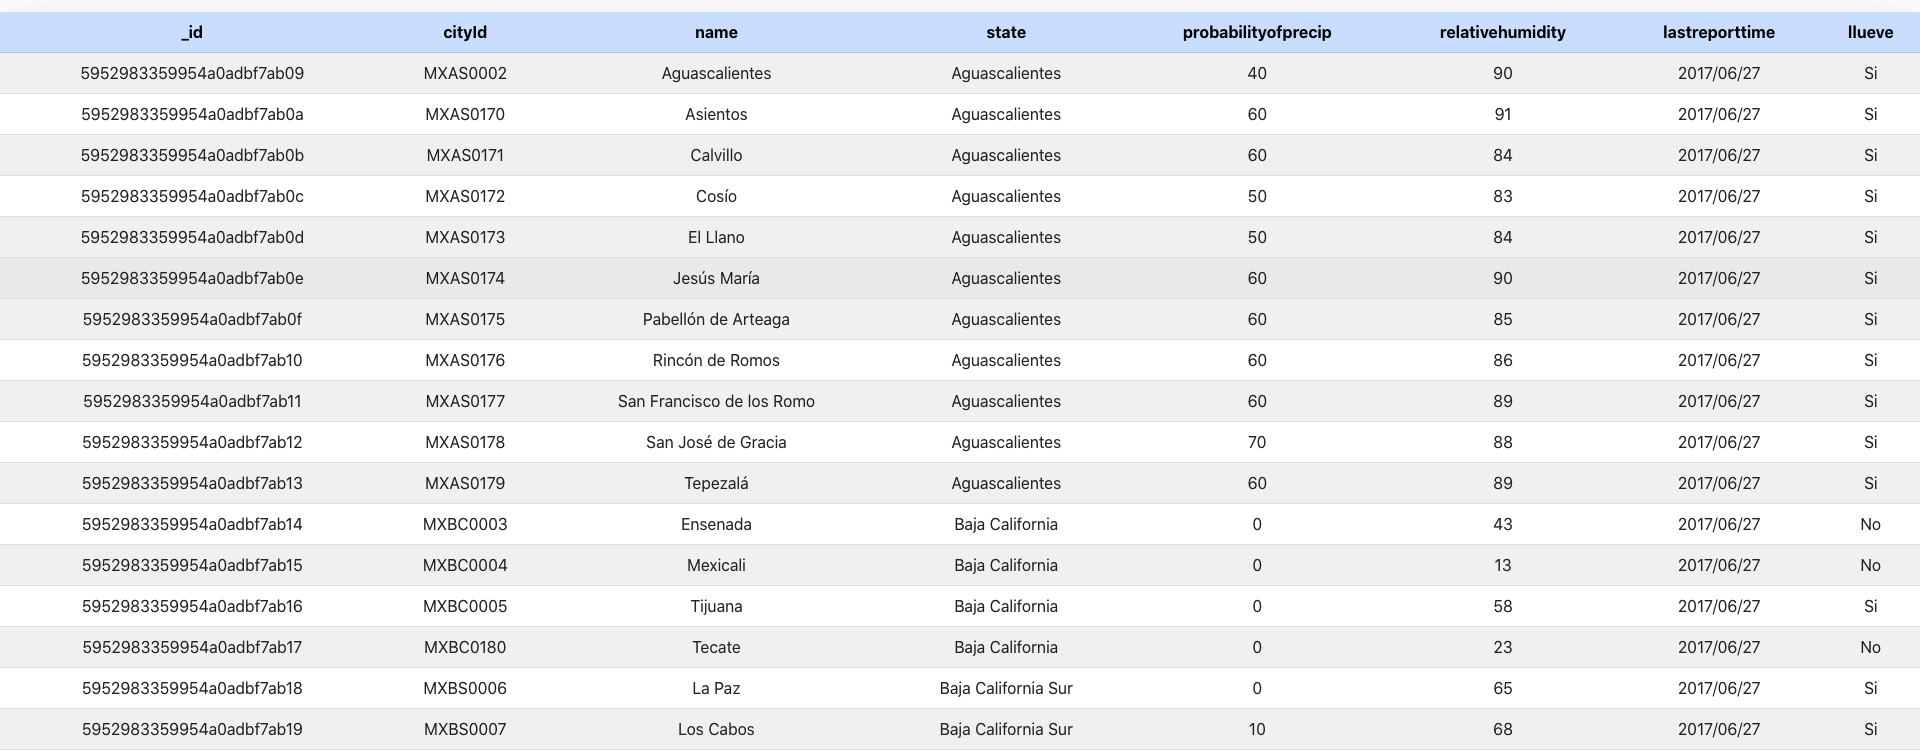 _id cityId name state probabilityofprecip relativehumidity lastreporttime llueve
5952983359954a0adbf7ab09 MXAS0002 Aguascalientes Aguascalientes 40 90 2017/06/27 Si
5952983359954a0adbf7ab0a MXAS0170 Asientos Aguascalientes 60 91 2017/06/27 Si
5952983359954a0adbf7ab0b MXAS0171 Calvillo Aguascalientes 60 84 2017/06/27 Si
5952983359954a0adbf7ab0c MXAS0172 Cosío Aguascalientes 50 83 2017/06/27 Si
5952983359954a0adbf7ab0d MXAS0173 El Llano Aguascalientes 50 84 2017/06/27 Si
5952983359954a0adbf7ab0e MXAS0174 Jesús María Aguascalientes 60 90 2017/06/27 Si
5952983359954a0adbf7ab0f MXAS0175 Pabellón de Arteaga Aguascalientes 60 85 2017/06/27 Si
5952983359954a0adbf7ab10 MXAS0176 Rincón de Romos Aguascalientes 60 86 2017/06/27 Si
5952983359954a0adbf7ab11 MXAS0177 San Francisco de los Romo Aguascalientes 60 89 2017/06/27 Si
5952983359954a0adbf7ab12 MXAS0178 San José de Gracia Aguascalientes 70 88 2017/06/27 Si
5952983359954a0adbf7ab13 MXAS0179 Tepezalá Aguascalientes 60 89 2017/06/27 Si
5952983359954a0adbf7ab14 MXBC0003 Ensenada Baja California 0 43 2017/06/27 No
5952983359954a0adbf7ab15 MXBC0004 Mexicali Baja California 0 13 2017/06/27 No
5952983359954a0adbf7ab16 MXBC0005 Tijuana Baja California 0 58 2017/06/27 Si
5952983359954a0adbf7ab17 MXBC0180 Tecate Baja California 0 23 2017/06/27 No
5952983359954a0adbf7ab18 MXBS0006 La Paz Baja California Sur 0 65 2017/06/27 Si
5952983359954a0adbf7ab19 MXBS0007 Los Cabos Baja California Sur 10 68 2017/06/27 Si